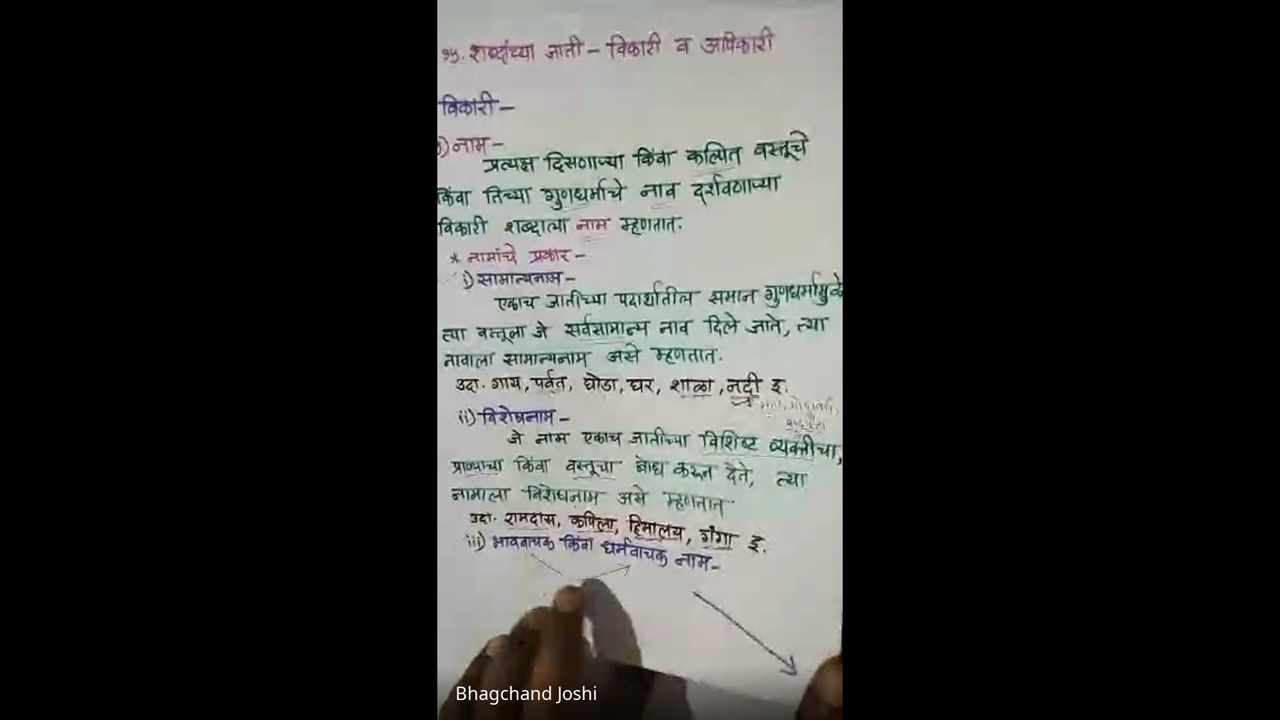 १५. शब्दांच्या जाती - विकारी व अविकारी
विकारी -
१) नाम -
प्रत्यक्ष दिसणाऱ्या किंवा कल्पित वस्तूचे
किंवा तिच्या गुणधर्माचे नाव दर्शवणाऱ्या
विकारी शब्दाला नाम म्हणतात.
* नामांचे प्रकार -
i) सामान्यनाम -
एकाच जातीच्या पदार्थातील समान गुणधर्मामुळे
त्या वस्तूला जे सर्वसामान्य नाव दिले जाते, त्या
नावाला सामान्यनाम असे म्हणतात.
उदा. गाय, पर्वत, घोडा, घर, शाळा, नदी इ.
ii) विशेषनाम -
जे नाम एकाच जातीच्या विशिष्ट व्यक्तीचा,
प्राण्याचा किंवा वस्तूचा बोध करून देते, त्या
नामाला विशेषनाम असे म्हणतात
उदा. रामदास, कपिला, हिमालय, गंगा इ.
iii) भाववाचक किंवा धर्मवाचक नाम -
Bhagchand Joshi